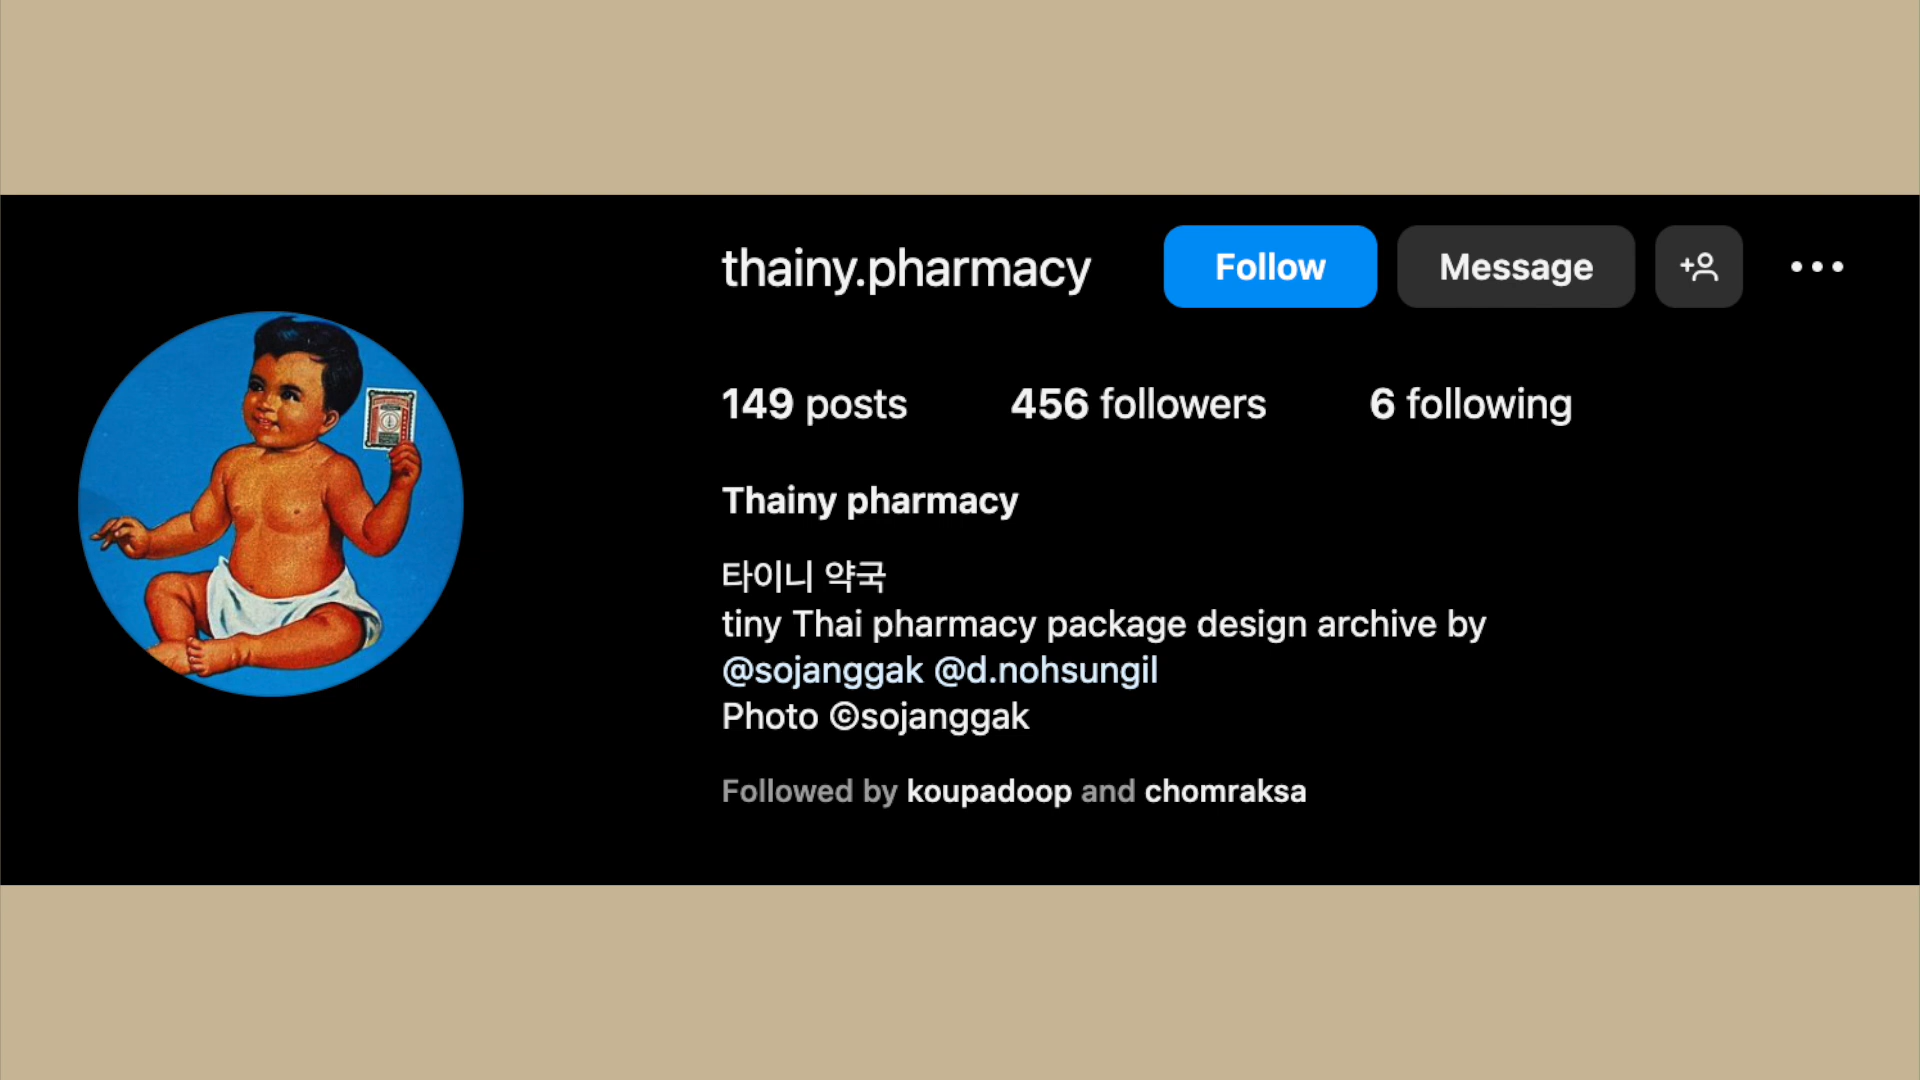 thainy.pharmacy Follow Message
149 posts 456 followers 6 following
Thainy pharmacy
타이니 약국
tiny Thai pharmacy package design archive by
@sojanggak @d.nohsungil
Photo ©sojanggak
Followed by koupadoop and chomraksa